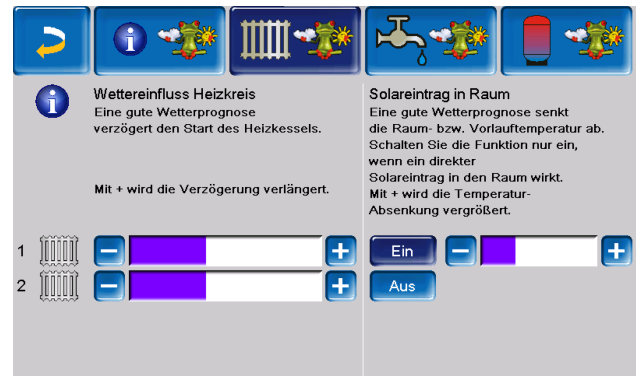 Wettereinfluss Heizkreis
Eine gute Wetterprognose
verzögert den Start des Heizkessels.
Mit + wird die Verzögerung verlängert.
Solareintrag in Raum
Eine gute Wetterprognose senkt
die Raum- bzw. Vorlauftemperatur ab.
Schalten Sie die Funktion nur ein,
wenn ein direkter
Solareintrag in den Raum wirkt.
Mit + wird die Temperatur-
Absenkung vergrößert.
1 - + Ein - +
2 - + Aus